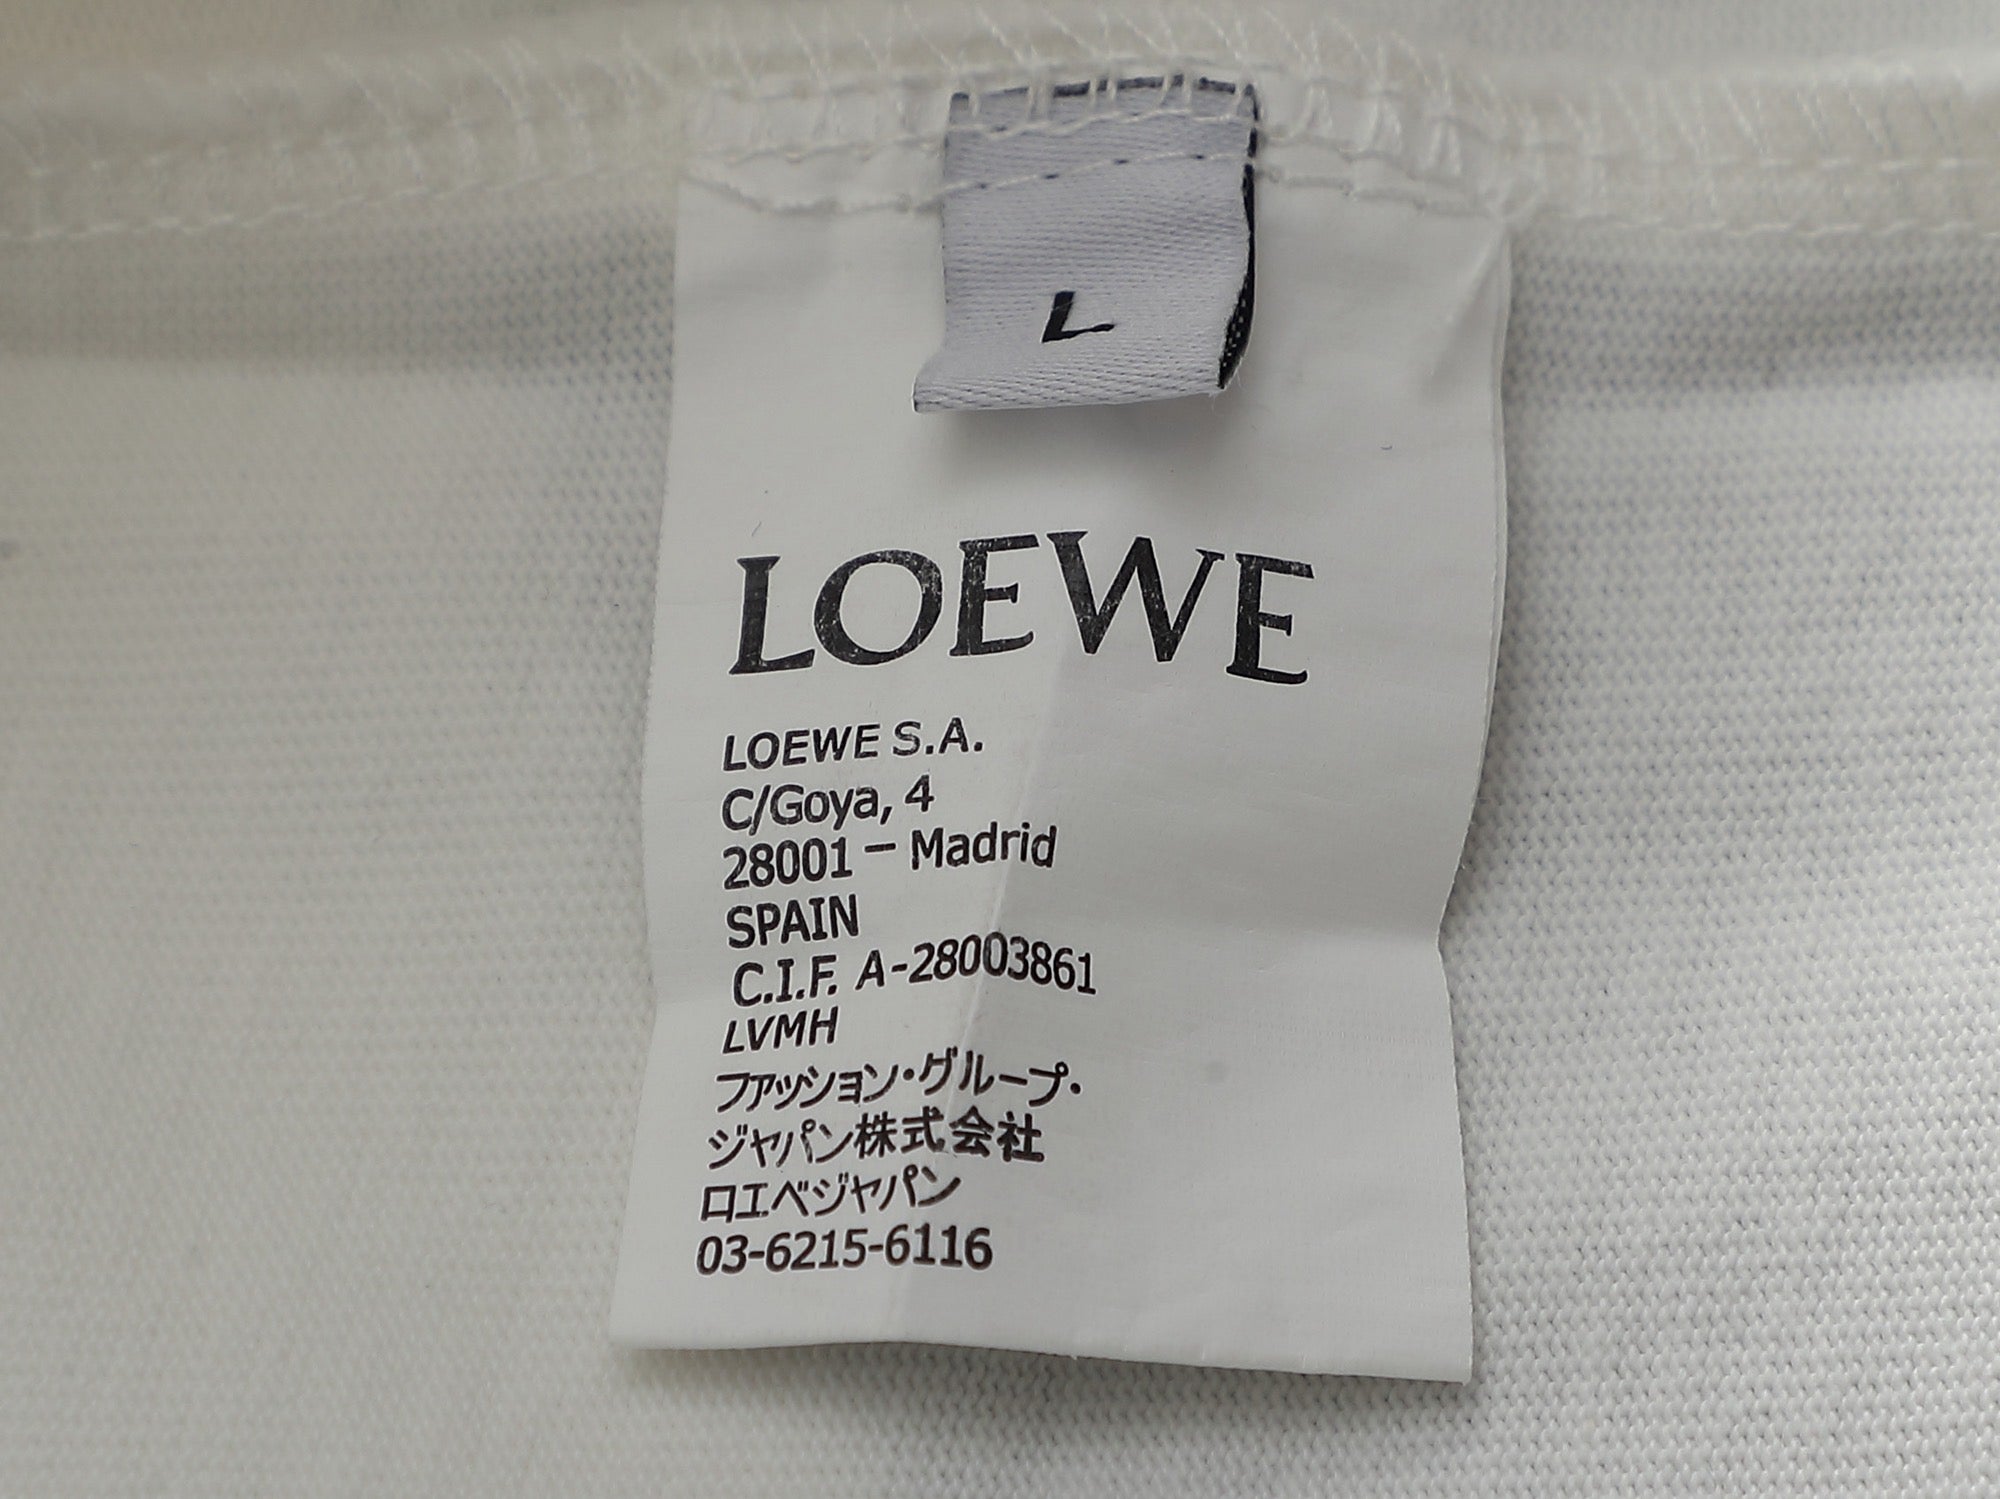 L
LOEWE
LOEWE S.A.
C/Goya, 4
28001 – Madrid
SPAIN
C.I.F. A-28003861
LVMH
ファッション・グループ・
ジャパン株式会社
ロエベジャパン
03-6215-6116